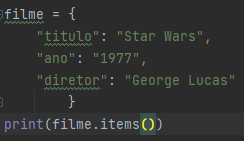 filme = {
"titulo": "Star Wars",
"ano": "1977",
"diretor": "George Lucas"
}
print(filme.items())